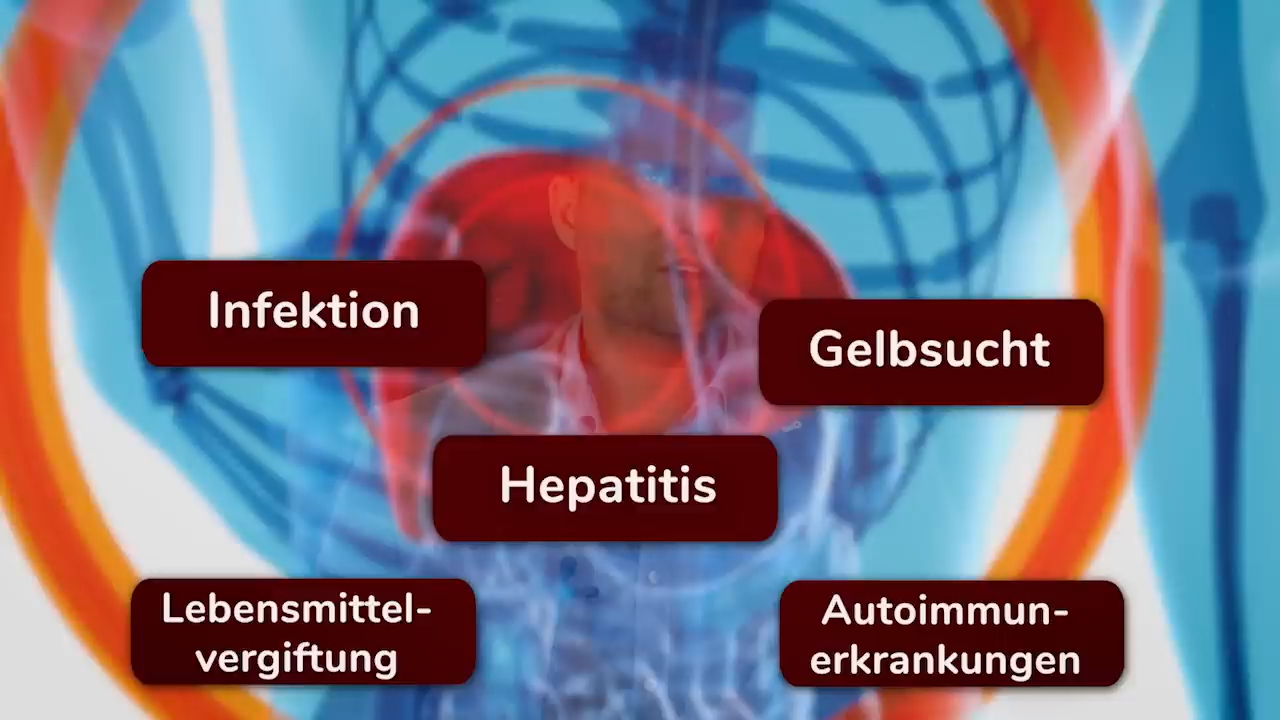 Infektion
Gelbsucht
Hepatitis
Lebensmittel-
vergiftung
Autoimmun-
erkrankungen